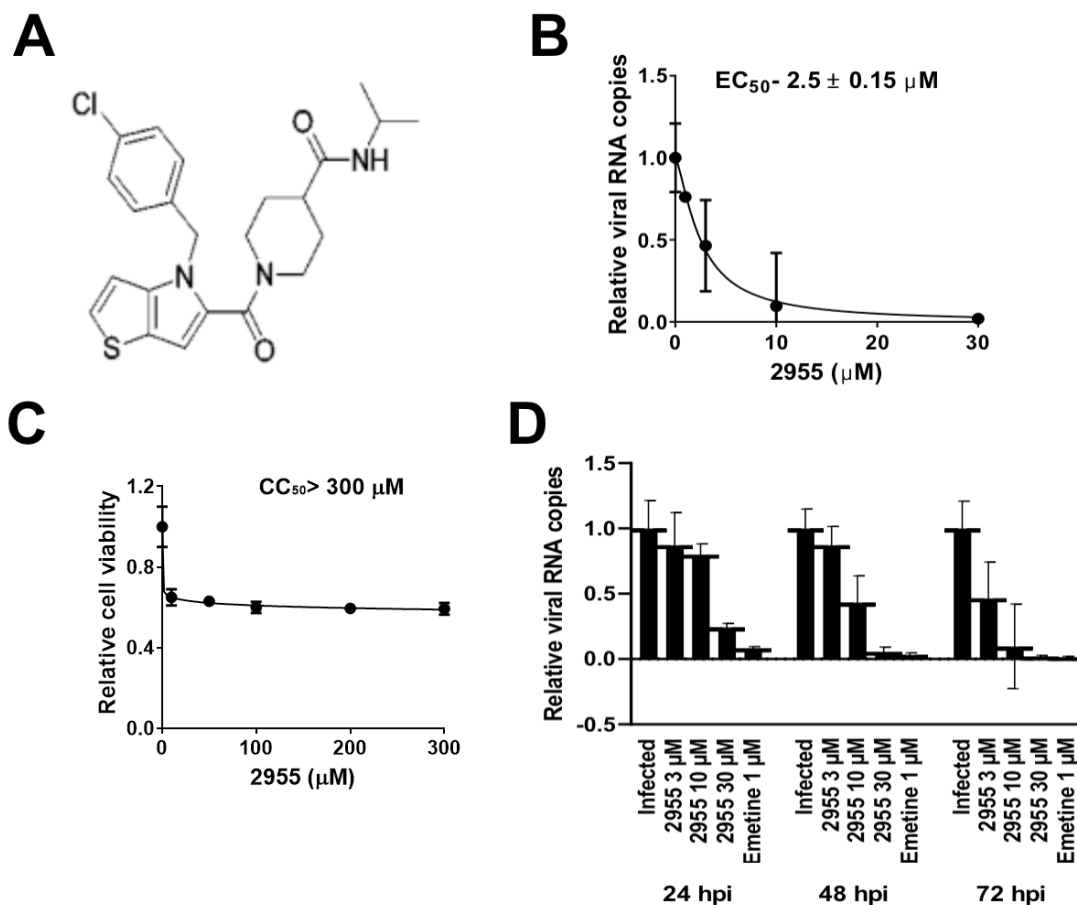 A
Cl
O
NH
N
N
S
O
B
EC50- 2.5 ± 0.15 µM
Relative viral RNA copies
1.5
1.0
0.5
0.0
0
10
20
30
2955 (µM)
C
CC50> 300 µM
Relative cell viability
1.2
0.8
0.4
0.0
0
100
200
300
2955 (µM)
D
Relative viral RNA copies
1.5
1.0
0.5
0.0
-0.5
Infected
2955 3 µM
2955 10 µM
2955 30 µM
Emetine 1 µM
Infected
2955 3 µM
2955 10 µM
2955 30 µM
Emetine 1 µM
Infected
2955 3 µM
2955 10 µM
2955 30 µM
Emetine 1 µM
24 hpi
48 hpi
72 hpi